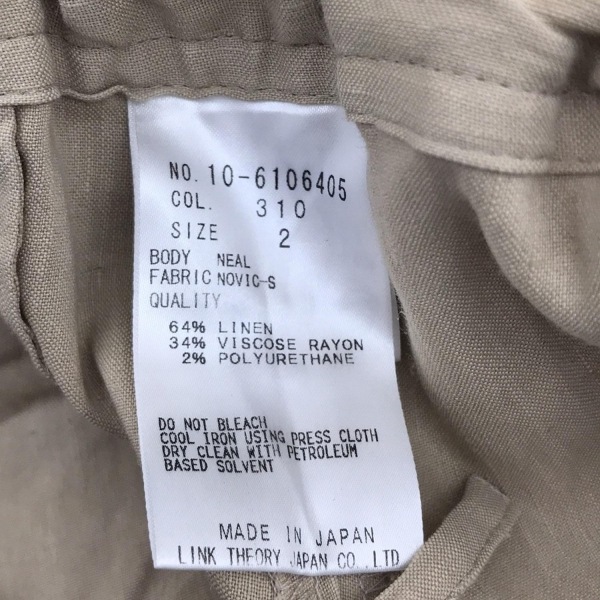 NO. 10-6106405
COL. 310
SIZE 2
BODY NEAL
FABRIC NOVIC-S
QUALITY
64% LINEN
34% VISCOSE RAYON
2% POLYURETHANE
DO NOT BLEACH
COOL IRON USING PRESS CLOTH
DRY CLEAN WITH PETROLEUM
BASED SOLVENT
MADE IN JAPAN
LINK THEORY JAPAN CO., LTD